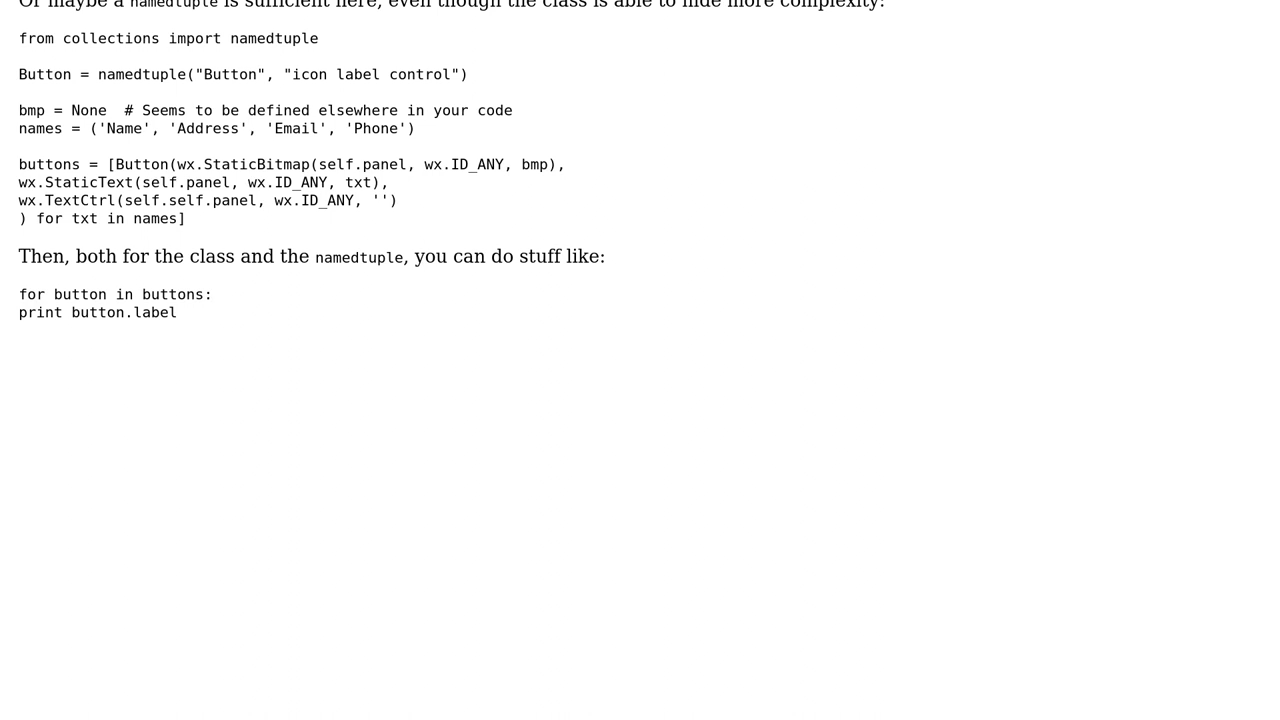 Or maybe a namedtuple is sufficient here, even though the class is able to hide more complexity:
from collections import namedtuple
Button = namedtuple("Button", "icon label control")
bmp = None  # Seems to be defined elsewhere in your code
names = ('Name', 'Address', 'Email', 'Phone')
buttons = [Button(wx.StaticBitmap(self.panel, wx.ID_ANY, bmp),
wx.StaticText(self.panel, wx.ID_ANY, txt),
wx.TextCtrl(self.self.panel, wx.ID_ANY, '')
) for txt in names]
Then, both for the class and the namedtuple, you can do stuff like:
for button in buttons:
print button.label